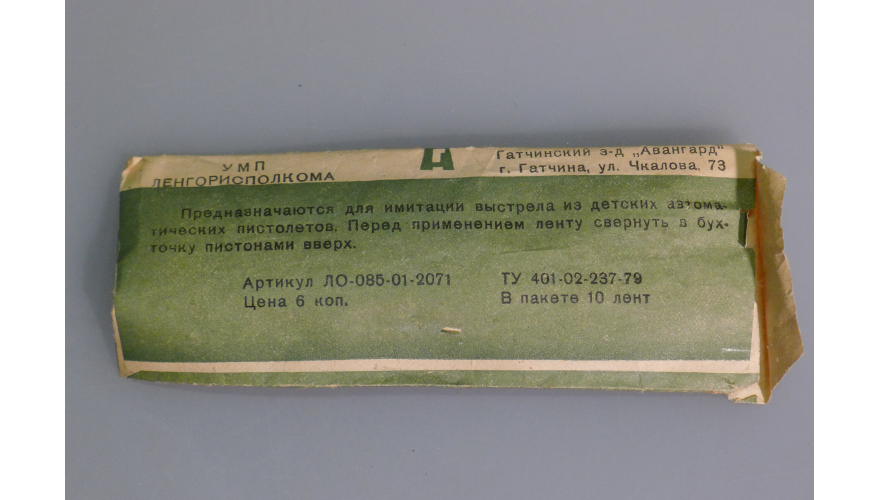 УМП
ЛЕНГОРИСПОЛКОМА
Гатчинский з-д „Авангард"
г. Гатчина, ул. Чкалова, 73
Предназначаются для имитации выстрела из детских автома-
тических пистолетов. Перед применением ленту свернуть в бух-
точку пистонами вверх.
Артикул ЛО-085-01-2071
Цена 6 коп.
ТУ 401-02-237-79
В пакете 10 лент